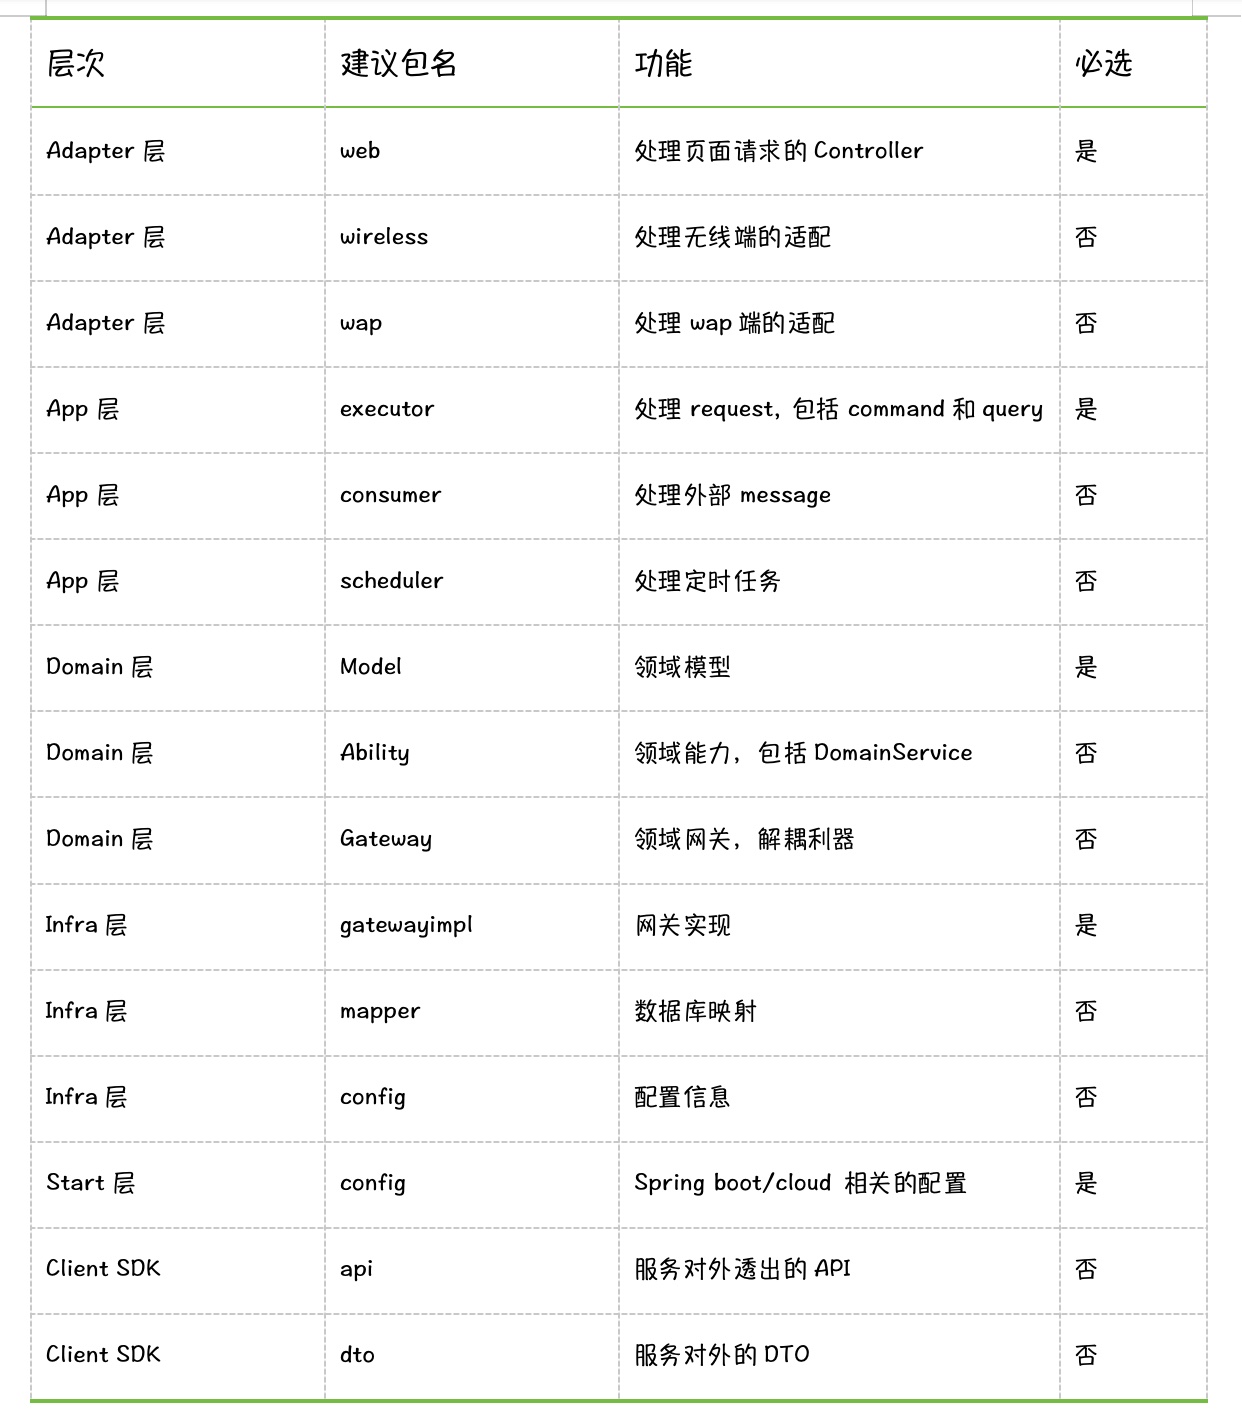 层次 建议包名 功能 必选
Adapter 层 web 处理页面请求的 Controller 是
Adapter 层 wireless 处理无线端的适配 否
Adapter 层 wap 处理 wap 端的适配 否
App 层 executor 处理 request, 包括 command 和 query 是
App 层 consumer 处理外部 message 否
App 层 scheduler 处理定时任务 否
Domain 层 Model 领域模型 是
Domain 层 Ability 领域能力，包括 DomainService 否
Domain 层 Gateway 领域网关，解耦利器 否
Infra 层 gatewayimpl 网关实现 是
Infra 层 mapper 数据库映射 否
Infra 层 config 配置信息 否
Start 层 config Spring boot/cloud 相关的配置 是
Client SDK api 服务对外透出的 API 否
Client SDK dto 服务对外的 DTO 否